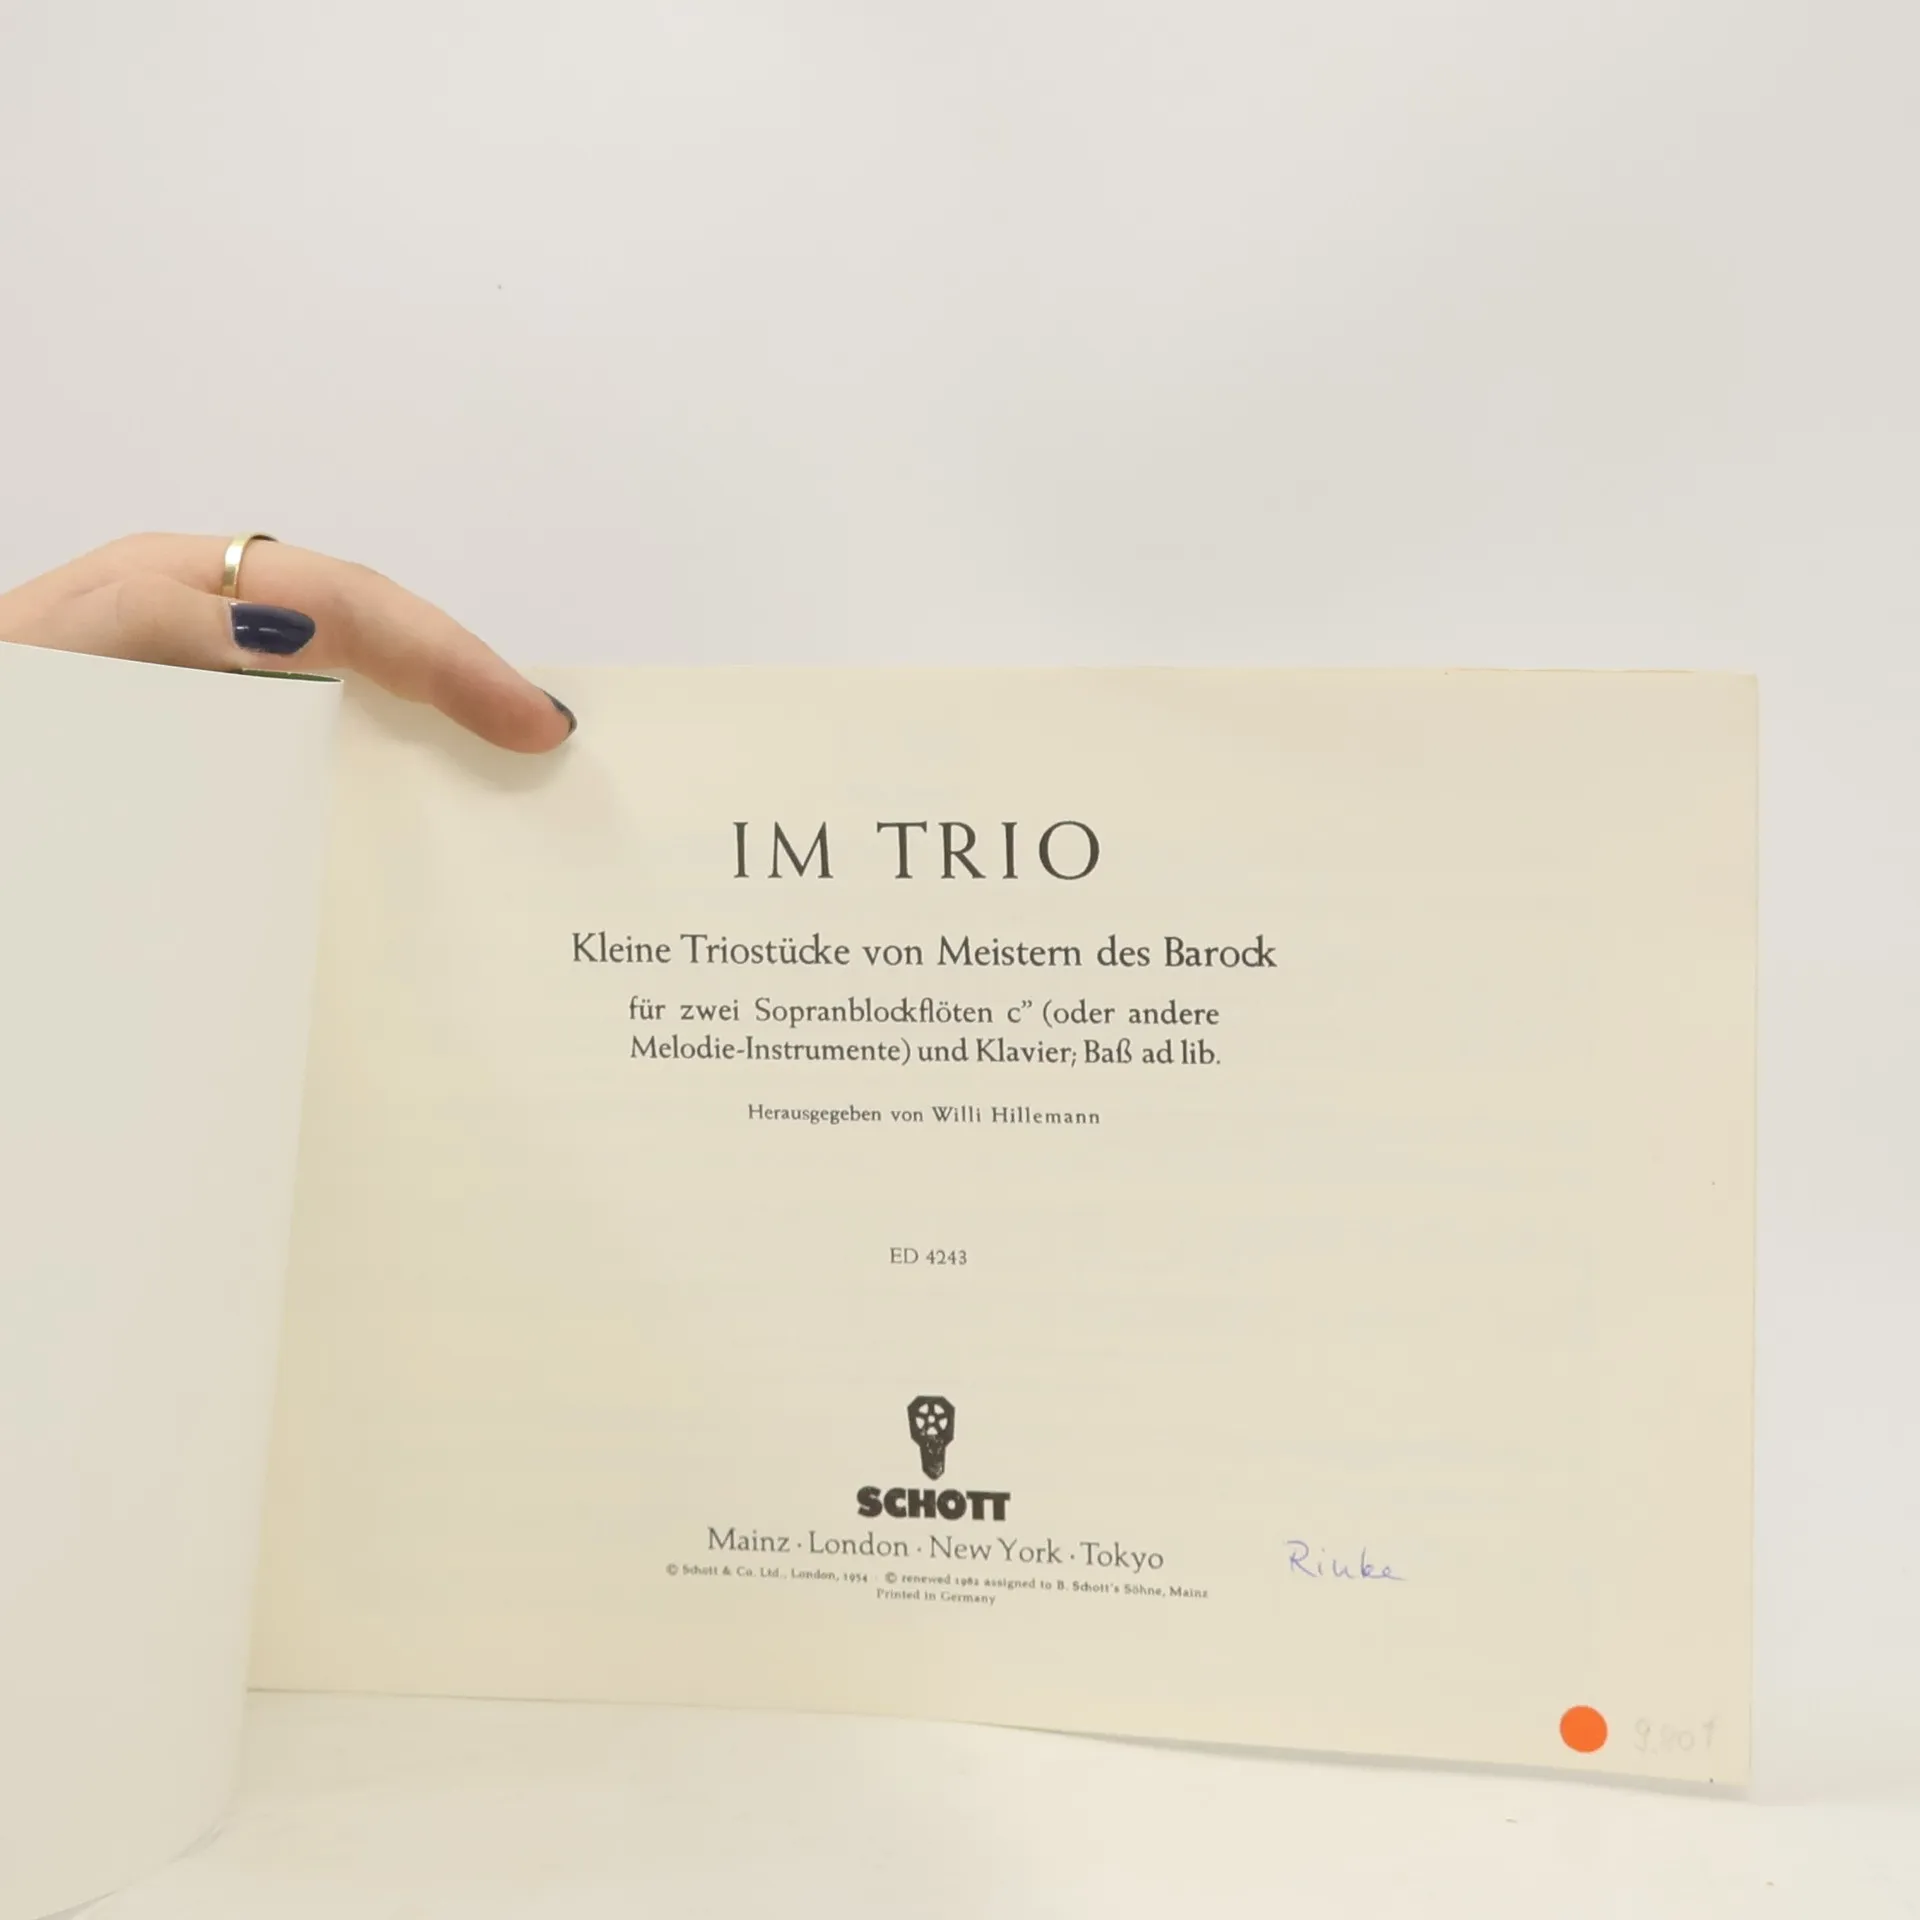 IM TRIO
Kleine Triostücke von Meistern des Barock
für zwei Sopranblockflöten c” (oder andere
Melodie-Instrumente) und Klavier; Baß ad lib.
Herausgegeben von Willi Hillemann
ED 4243
SCHOTT
Mainz · London · New York · Tokyo
© Schott & Co. Ltd., London, 1954 · © renewed 1982 assigned to B. Schott's Söhne, Mainz
Printed in Germany
Rinke